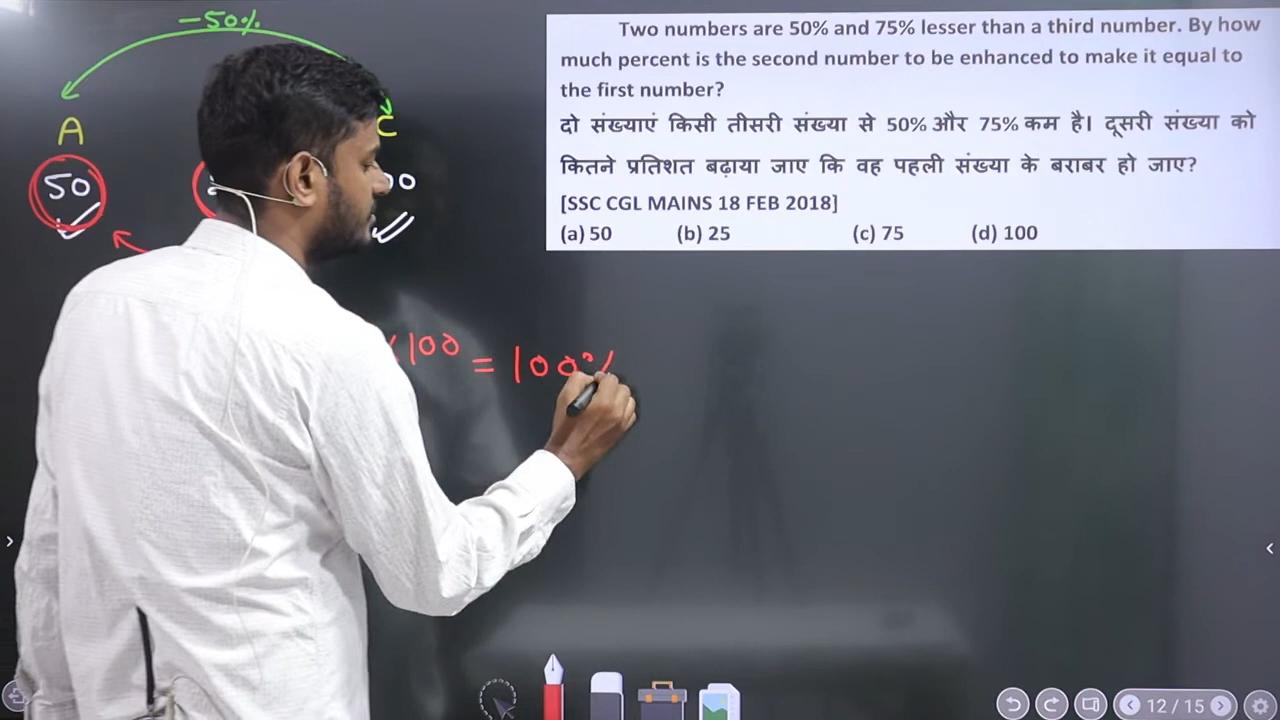 -50%
A
C
50
Two numbers are 50% and 75% lesser than a third number. By how
much percent is the second number to be enhanced to make it equal to
the first number?
दो संख्याएं किसी तीसरी संख्या से 50% और 75% कम है। दूसरी संख्या को
कितने प्रतिशत बढ़ाया जाए कि वह पहली संख्या के बराबर हो जाए?
[SSC CGL MAINS 18 FEB 2018]
(a) 50 (b) 25 (c) 75 (d) 100
100 = 100%
12 / 15